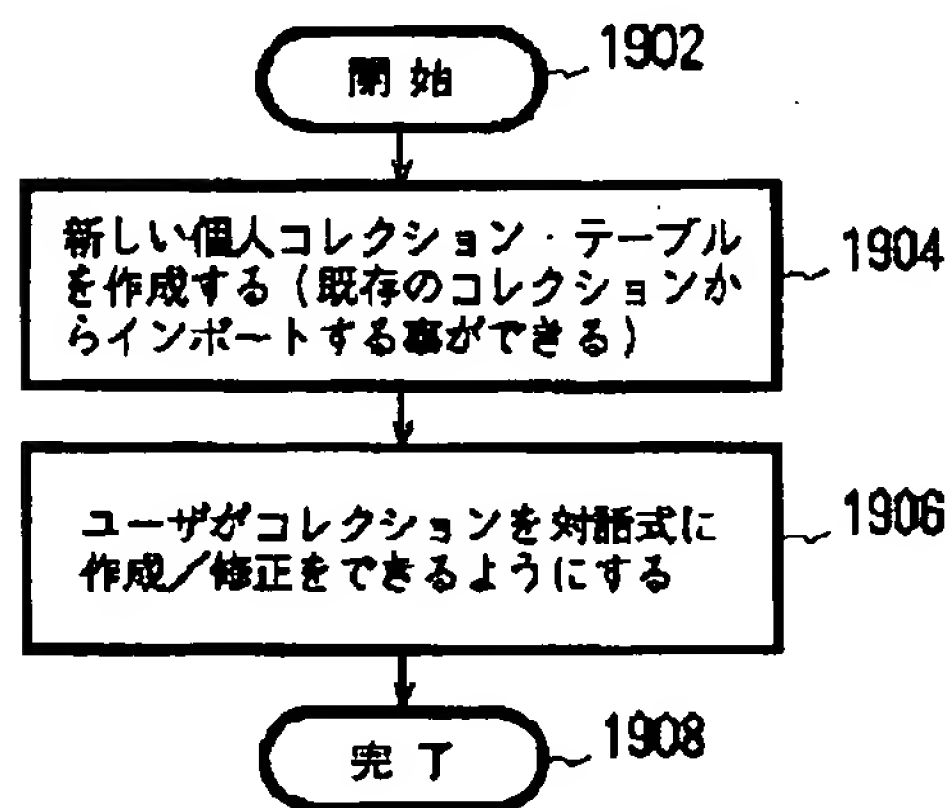 開始
1902
新しい個人コレクション・テーブル
を作成する（既存のコレクションか
らインポートする事ができる）
1904
ユーザがコレクションを対話式に
作成／修正をできるようにする
1906
完了
1908